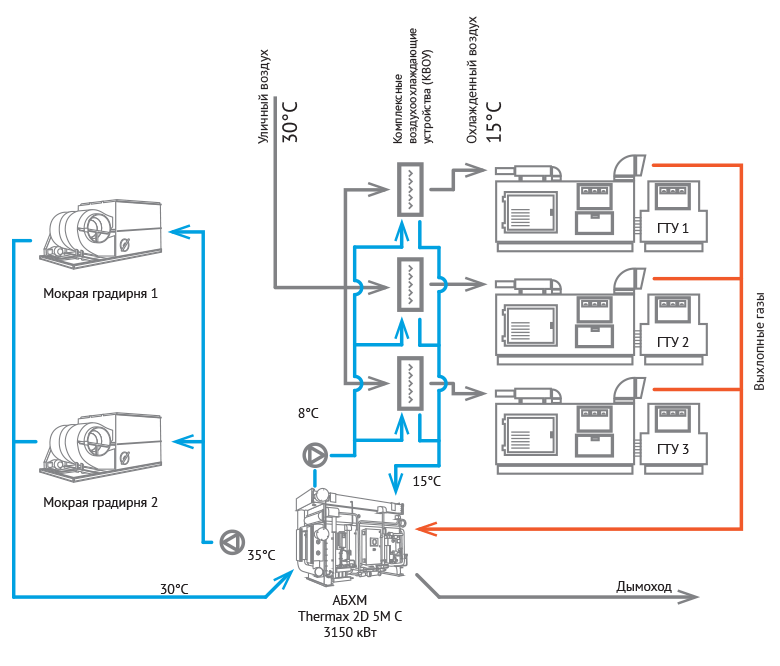 Уличный воздух
30°C
Комплексные
воздухоохлаждающие
устройства (КВОУ)
Охлажденный воздух
15°C
ГТУ 1
Мокрая градирня 1
ГТУ 2
Выхлопные газы
8°C
ГТУ 3
15°C
Мокрая градирня 2
35°C
30°C
АБХМ
Thermax 2D 5M C
3150 кВт
Дымоход